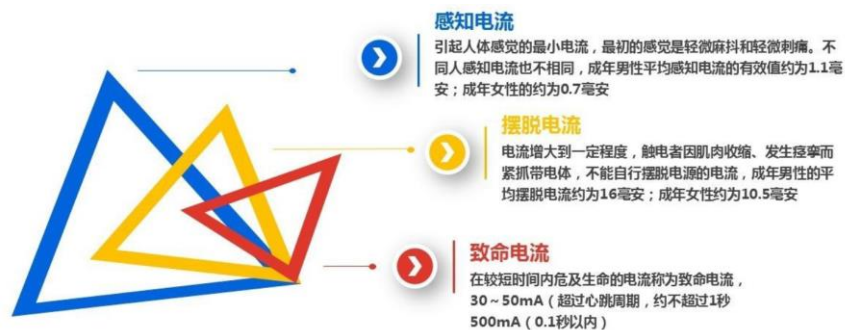 感知电流
引起人体感觉的最小电流，最初的感觉是轻微麻抖和轻微刺痛。不
同人感知电流也不相同，成年男性平均感知电流的有效值约为1.1毫
安；成年女性的约为0.7毫安
摆脱电流
电流增大到一定程度，触电者因肌肉收缩、发生痉挛而
紧抓带电体，不能自行摆脱电源的电流，成年男性的平
均摆脱电流约为16毫安；成年女性约为10.5毫安
致命电流
在较短时间内危及生命的电流称为致命电流，
30～50mA（超过心跳周期，约不超过1秒
500mA（0.1秒以内）